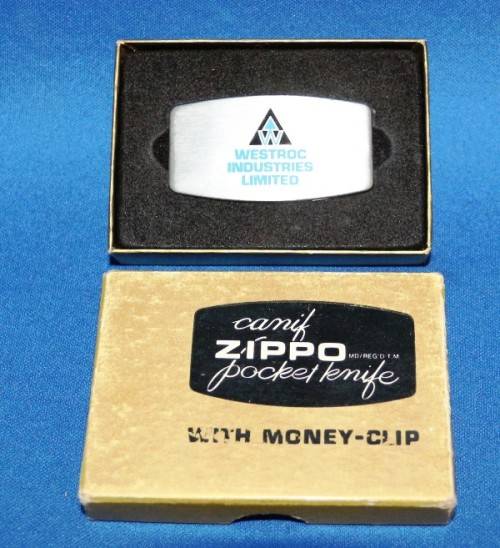 W
WESTROC
INDUSTRIES
LIMITED
canif
ZIPPO MD/REG'D T.M
pocket knife
WITH MONEY-CLIP